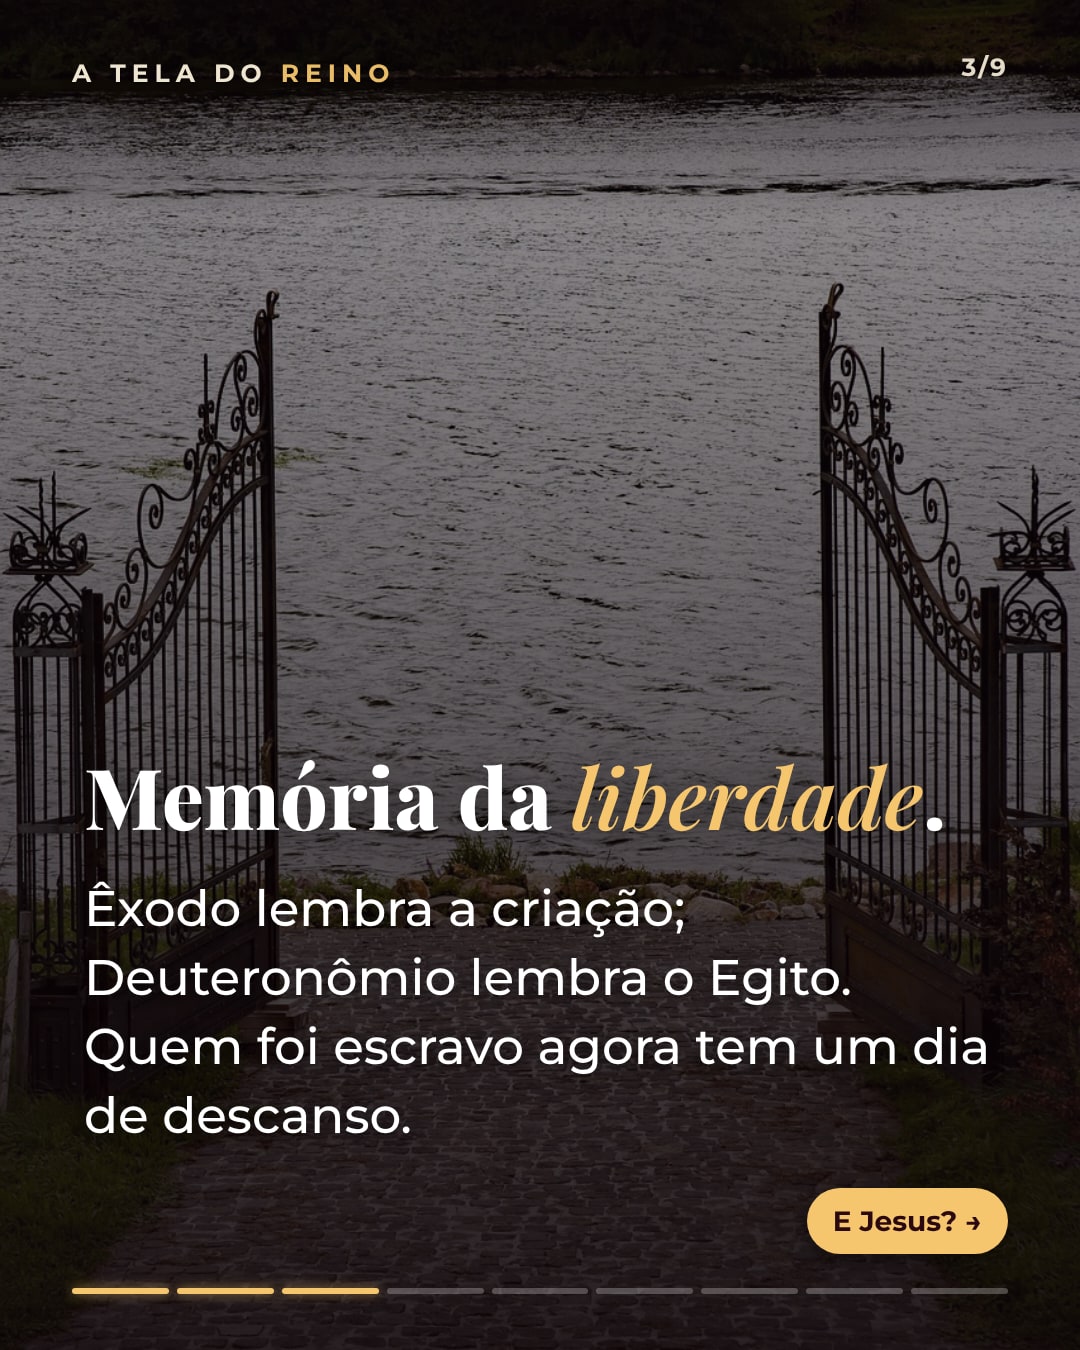 A TELA DO REINO
3/9
Memória da liberdade.
Êxodo lembra a criação;
Deuteronômio lembra o Egito.
Quem foi escravo agora tem um dia
de descanso.
E Jesus? →